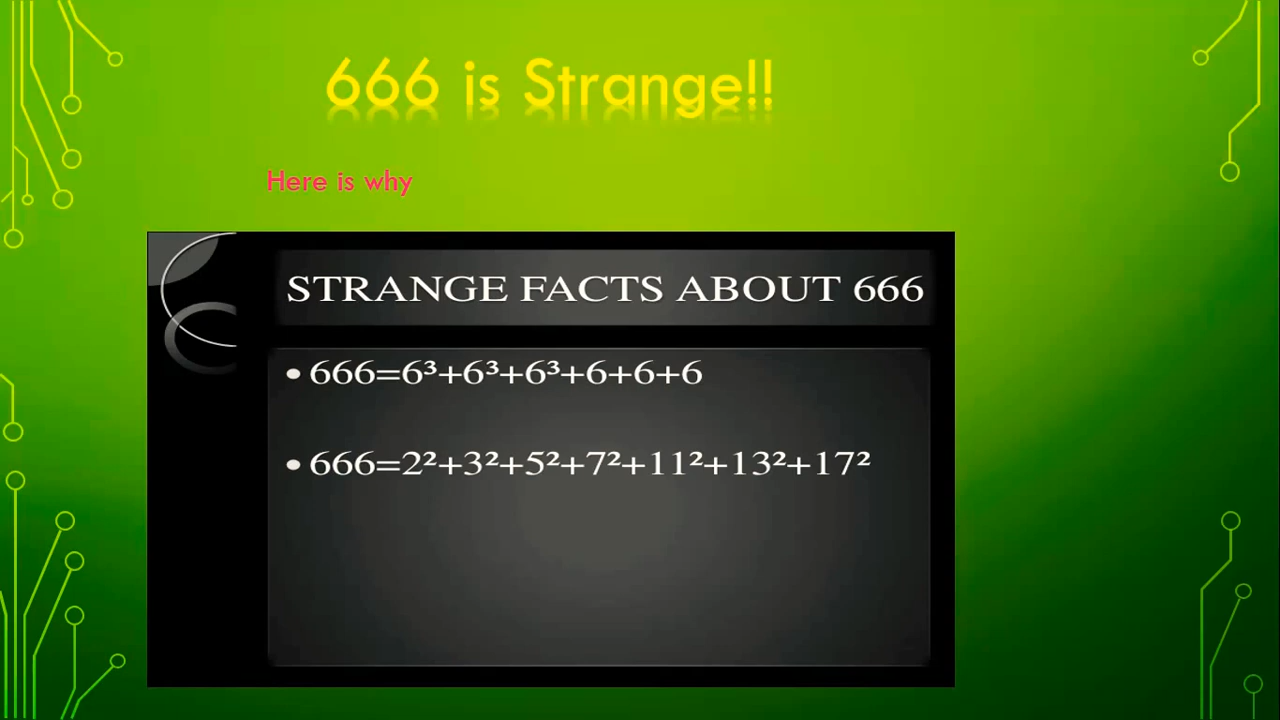 666 is Strange!!
Here is why
STRANGE FACTS ABOUT 666
• 666=6³+6³+6³+6+6+6
• 666=2²+3²+5²+7²+11²+13²+17²